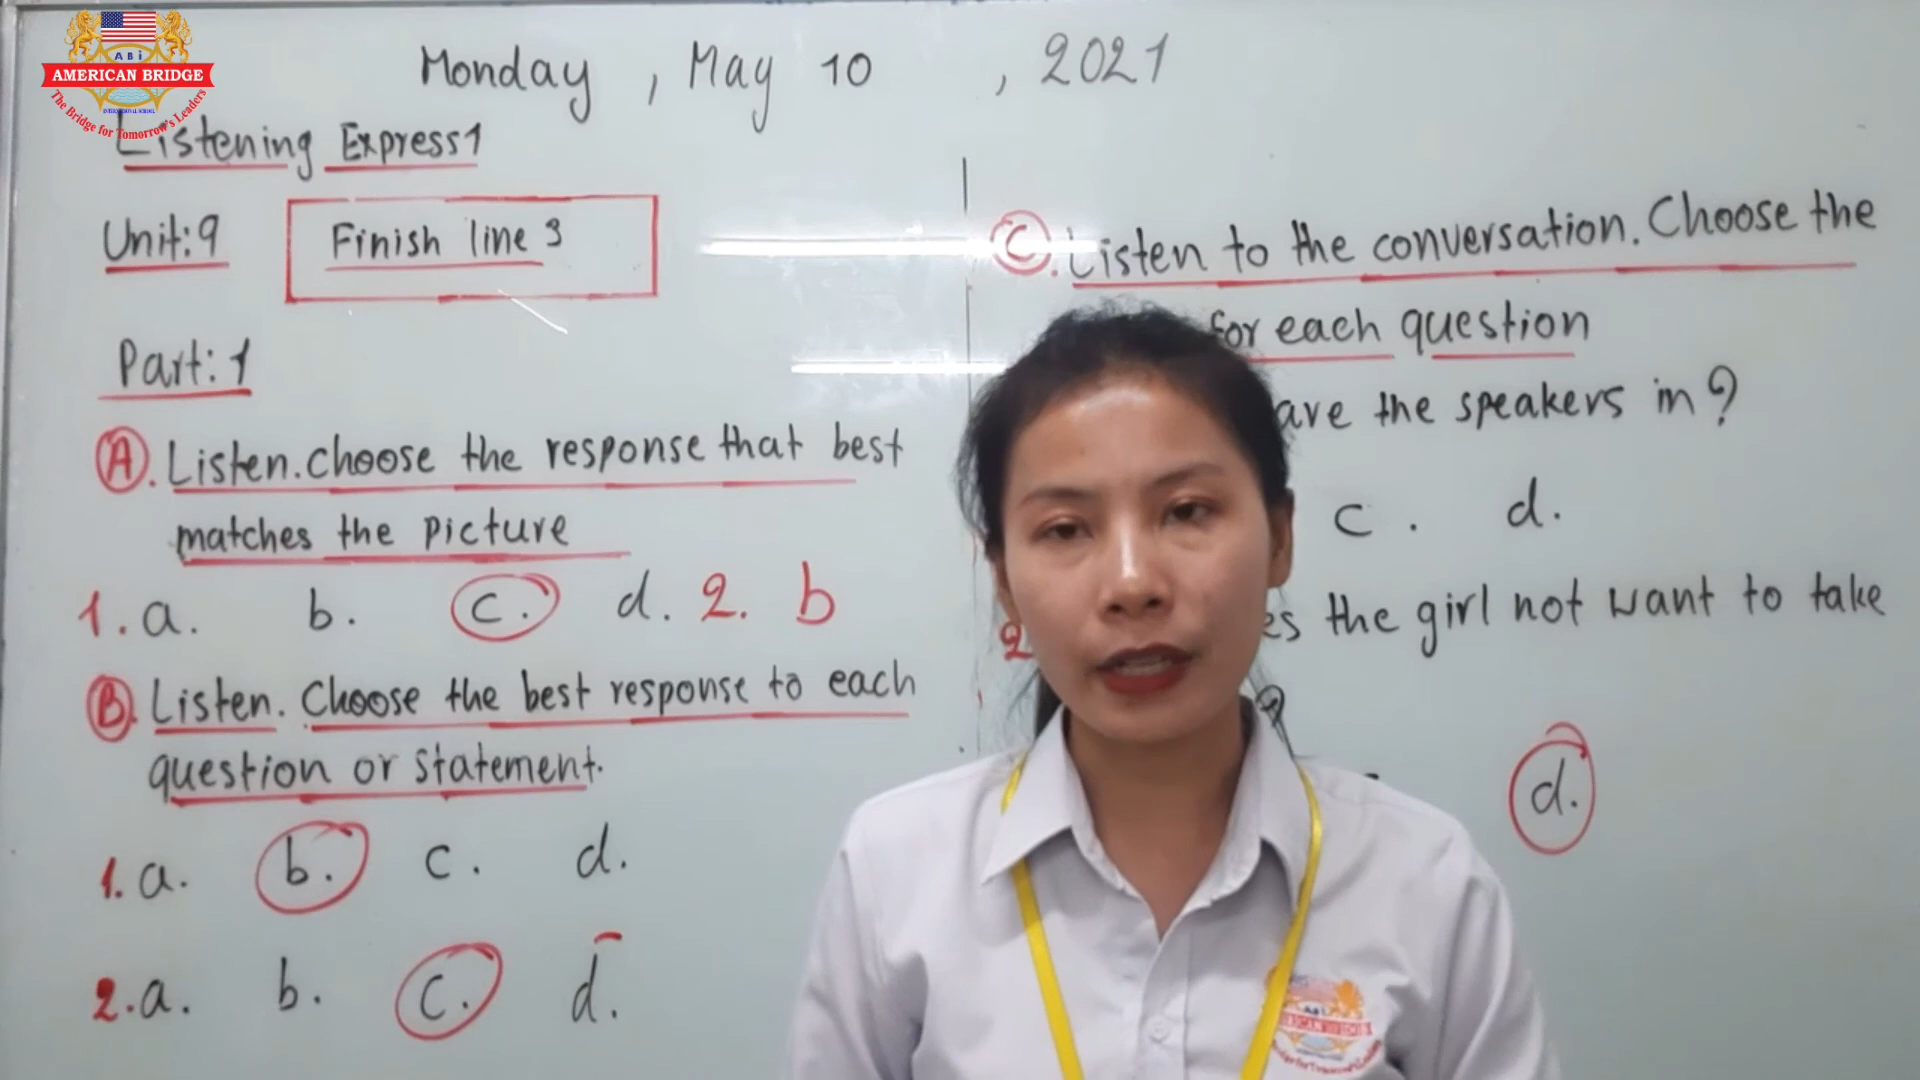 ABi
AMERICAN BRIDGE
The Bridge for Tomorrow's Leaders
Monday, May 10, 2021
Listening Express1
Unit:9
Finish line 3
Part:1
A. Listen. choose the response that best
matches the picture
1. a. b. c. d. 2. b
B. Listen. Choose the best response to each
question or statement.
1. a. b. c. d.
2. a. b. c. d.
C. Listen to the conversation. Choose the
for each question
are the speakers in?
c. d.
2 the girl not want to take
?
d.